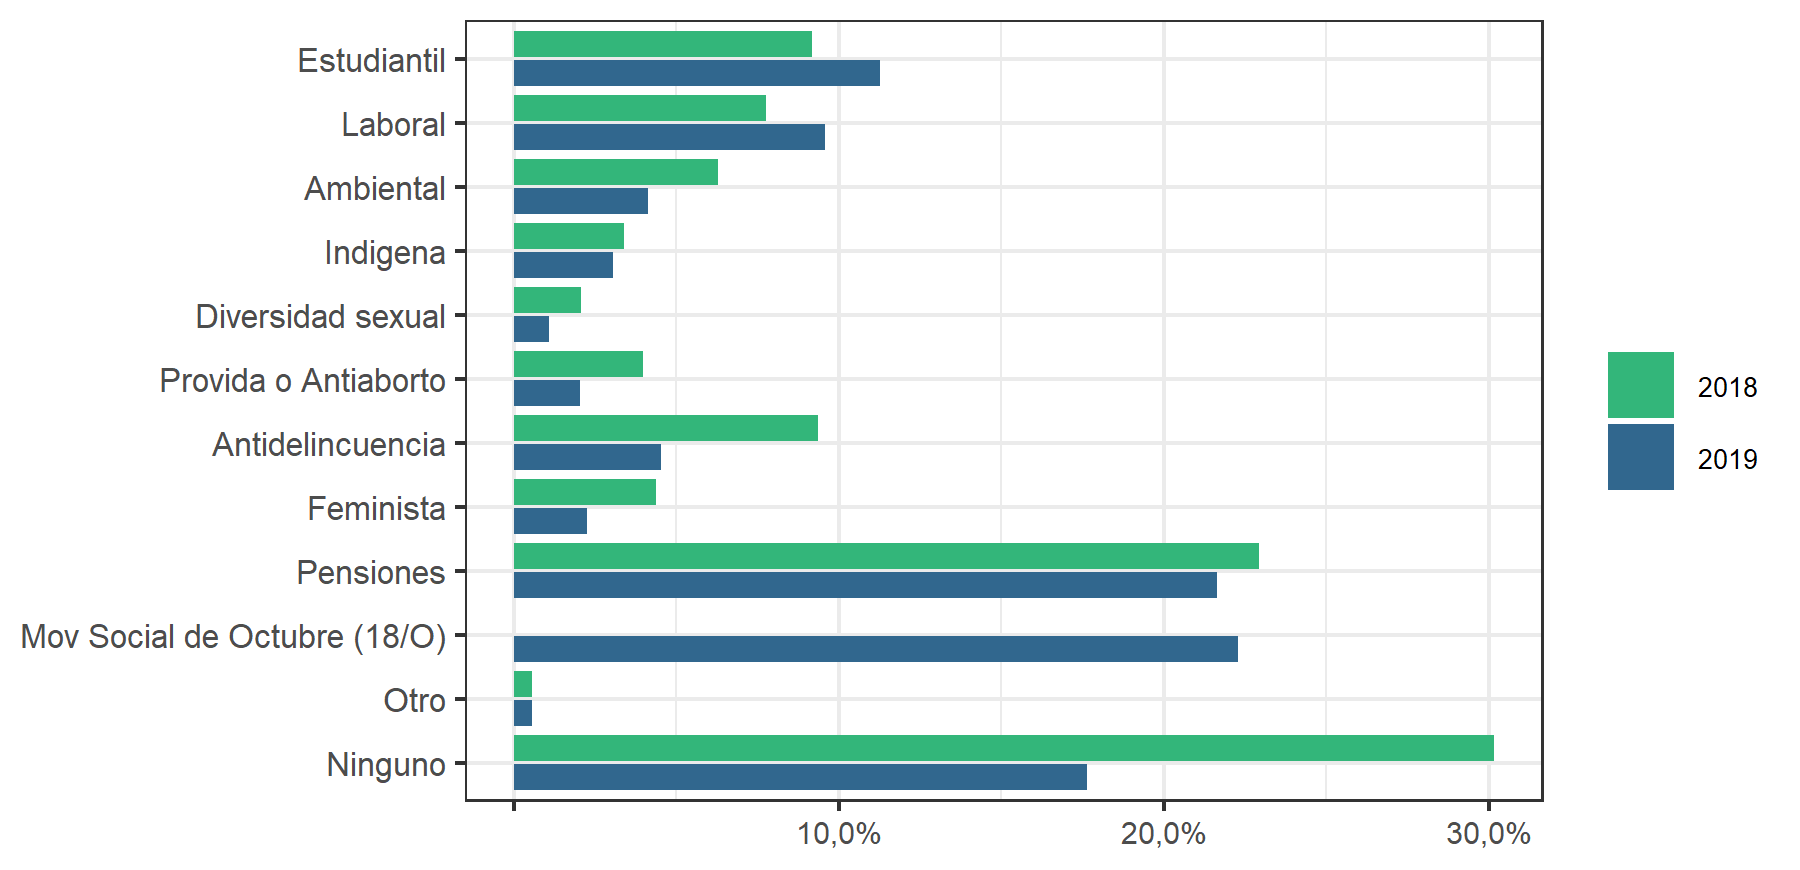 Estudiantil
Laboral
Ambiental
Indigena
Diversidad sexual
Provida o Antiaborto
Antidelincuencia
Feminista
Pensiones
Mov Social de Octubre (18/O)
Otro
Ninguno
10,0%
20,0%
30,0%
2018
2019